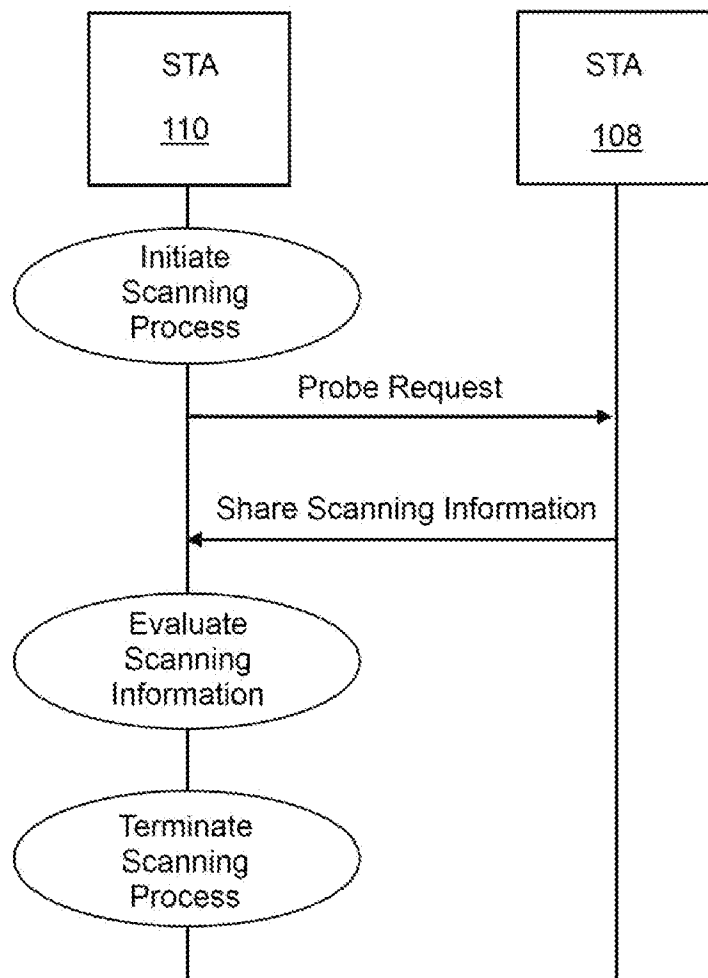 STA
110
STA
108
Initiate
Scanning
Process
Probe Request
Share Scanning Information
Evaluate
Scanning
Information
Terminate
Scanning
Process